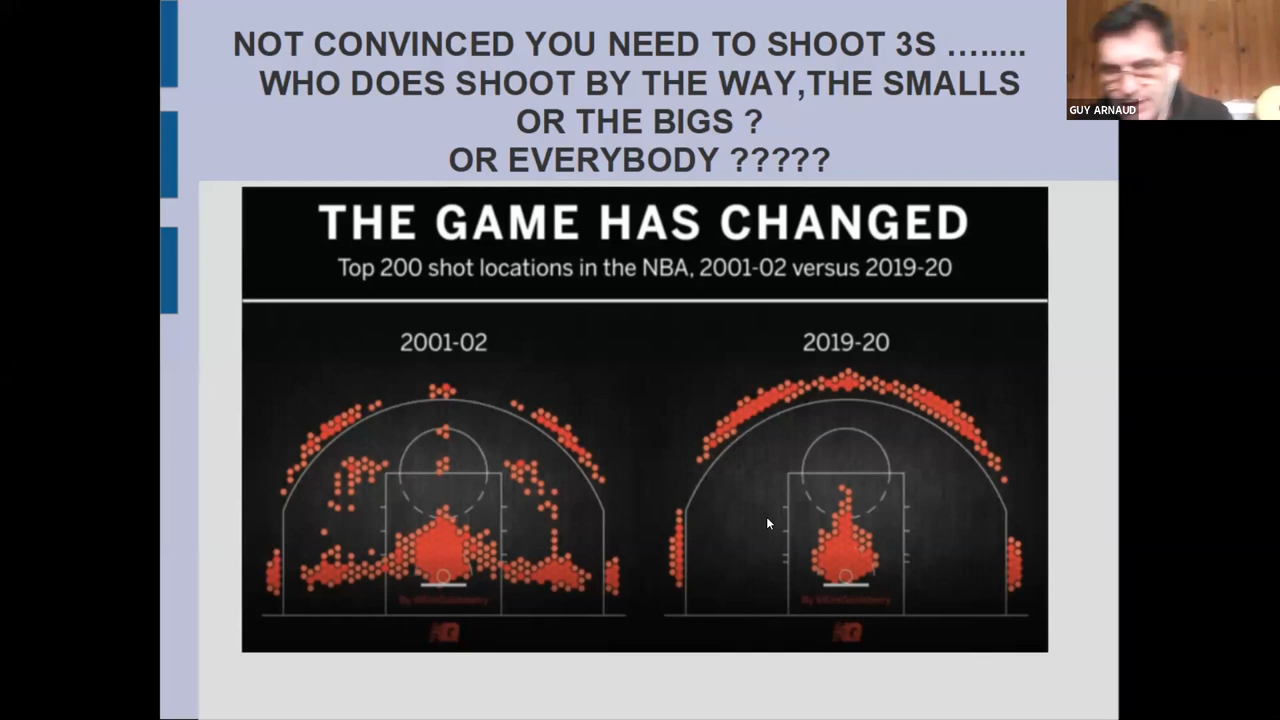 NOT CONVINCED YOU NEED TO SHOOT 3S ….....
WHO DOES SHOOT BY THE WAY,THE SMALLS
OR THE BIGS ?
OR EVERYBODY ?????
GUY ARNAUD
THE GAME HAS CHANGED
Top 200 shot locations in the NBA, 2001-02 versus 2019-20
2001-02
2019-20